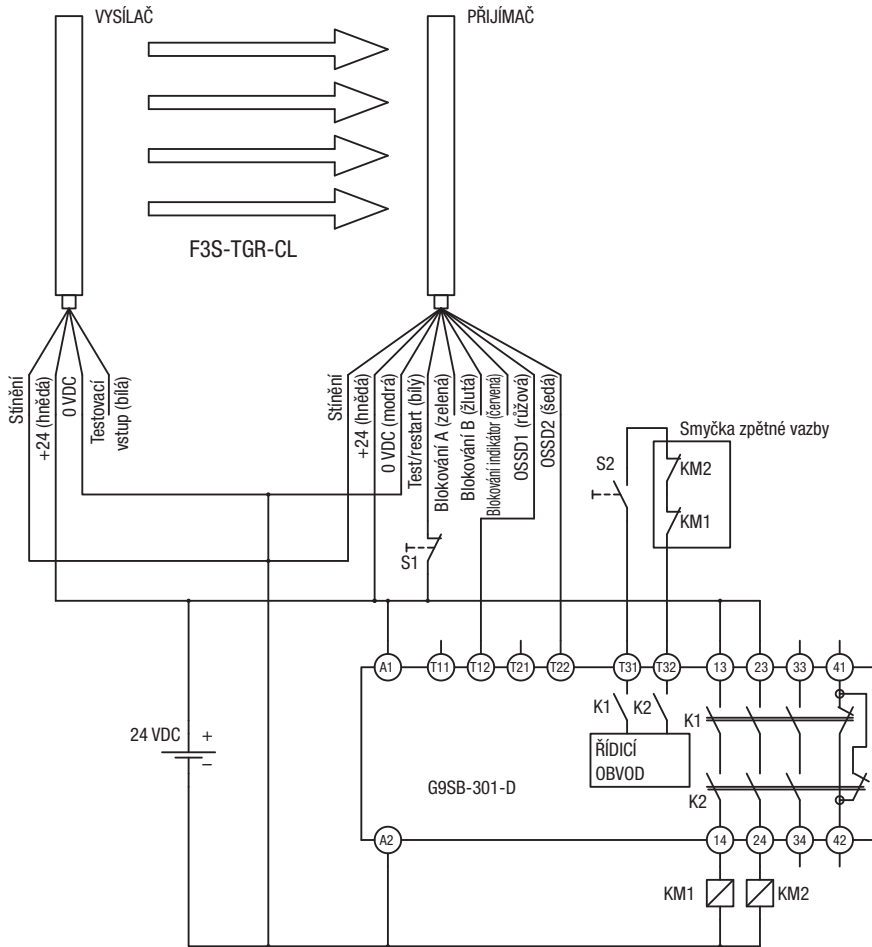 VYSÍLAČ
PŘIJÍMAČ
F3S-TGR-CL
Stínění
+24 (hnědá)
0 VDC
Testovací
vstup (bílá)
Stínění
+24 (hnědá)
0 VDC (modrá)
Test/restart (bílý)
Blokování A (zelená)
Blokování B (žlutá)
Blokování indikátor (červená)
OSSD1 (růžová)
OSSD2 (šedá)
Smyčka zpětné vazby
S2
KM2
KM1
S1
A1
T11
T12
T21
T22
T31
T32
13
23
33
41
K1
K2
K1
24 VDC
+
–
ŘÍDICÍ
OBVOD
G9SB-301-D
K2
A2
14
24
34
42
KM1
KM2